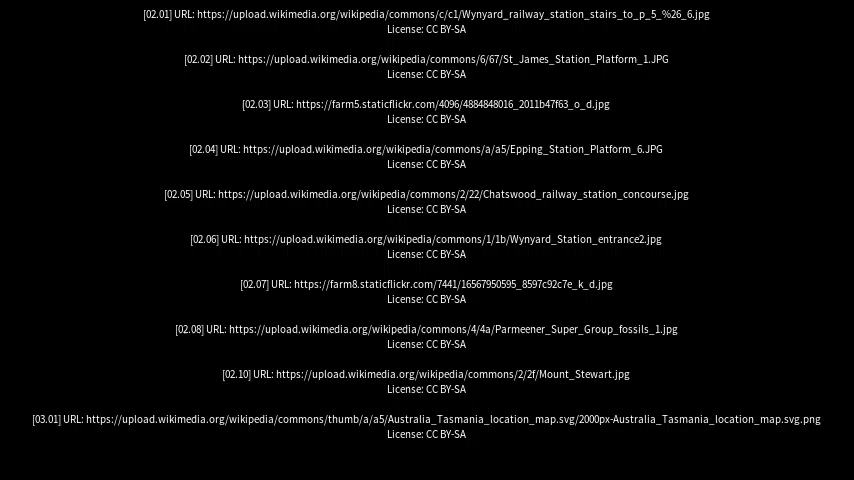 [02.01] URL: https://upload.wikimedia.org/wikipedia/commons/c/c1/Wynyard_railway_station_stairs_to_p_5_%26_6.jpg
License: CC BY-SA
[02.02] URL: https://upload.wikimedia.org/wikipedia/commons/6/67/St_James_Station_Platform_1.JPG
License: CC BY-SA
[02.03] URL: https://farm5.staticflickr.com/4096/4884848016_2011b47f63_o_d.jpg
License: CC BY-SA
[02.04] URL: https://upload.wikimedia.org/wikipedia/commons/a/a5/Epping_Station_Platform_6.JPG
License: CC BY-SA
[02.05] URL: https://upload.wikimedia.org/wikipedia/commons/2/22/Chatswood_railway_station_concourse.jpg
License: CC BY-SA
[02.06] URL: https://upload.wikimedia.org/wikipedia/commons/1/1b/Wynyard_Station_entrance2.jpg
License: CC BY-SA
[02.07] URL: https://farm8.staticflickr.com/7441/16567950595_8597c92c7e_k_d.jpg
License: CC BY-SA
[02.08] URL: https://upload.wikimedia.org/wikipedia/commons/4/4a/Parmeener_Super_Group_fossils_1.jpg
License: CC BY-SA
[02.10] URL: https://upload.wikimedia.org/wikipedia/commons/2/2f/Mount_Stewart.jpg
License: CC BY-SA
[03.01] URL: https://upload.wikimedia.org/wikipedia/commons/thumb/a/a5/Australia_Tasmania_location_map.svg/2000px-Australia_Tasmania_location_map.svg.png
License: CC BY-SA